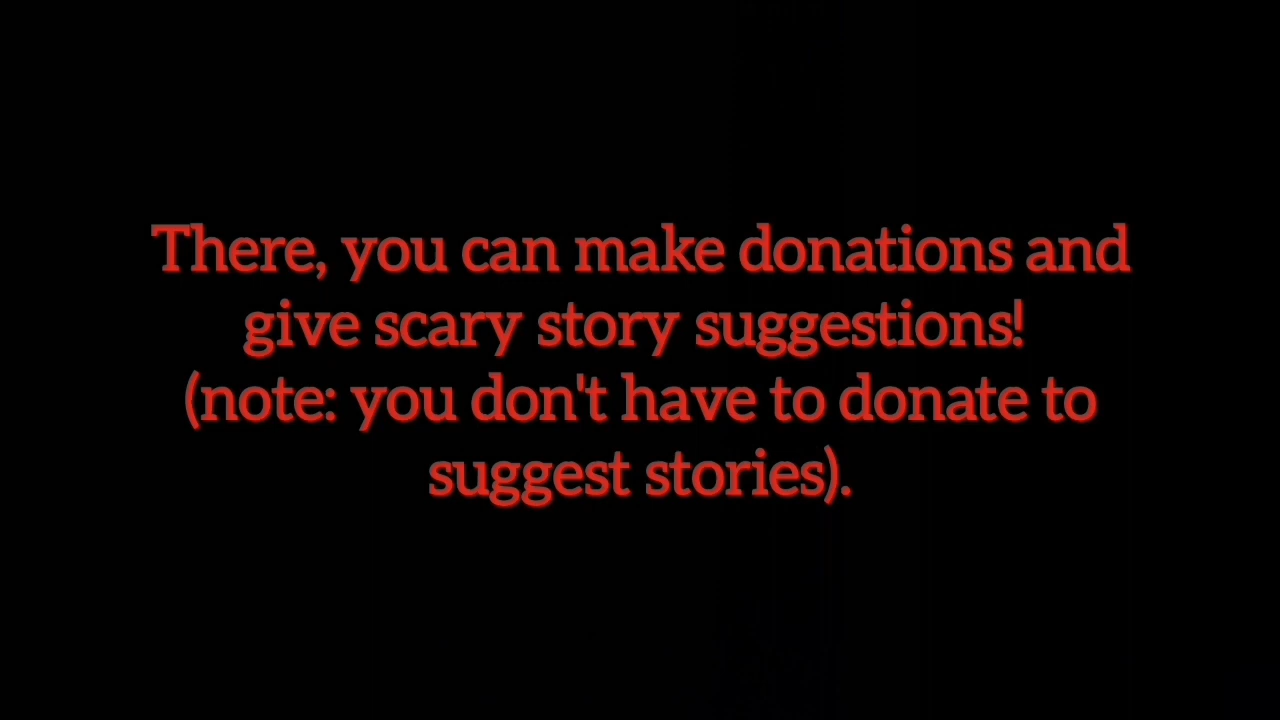 There, you can make donations and
give scary story suggestions!
(note: you don't have to donate to
suggest stories).